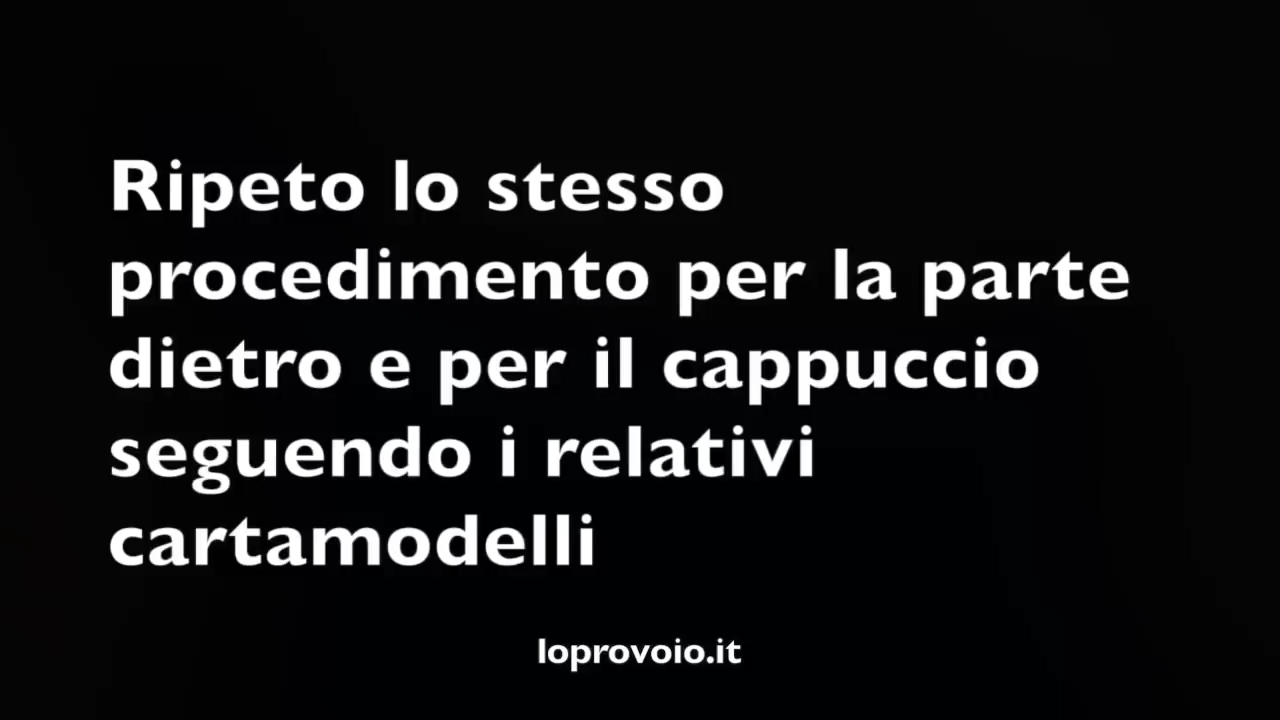 Ripeto lo stesso
procedimento per la parte
dietro e per il cappuccio
seguendo i relativi
cartamodelli
loprovoio.it